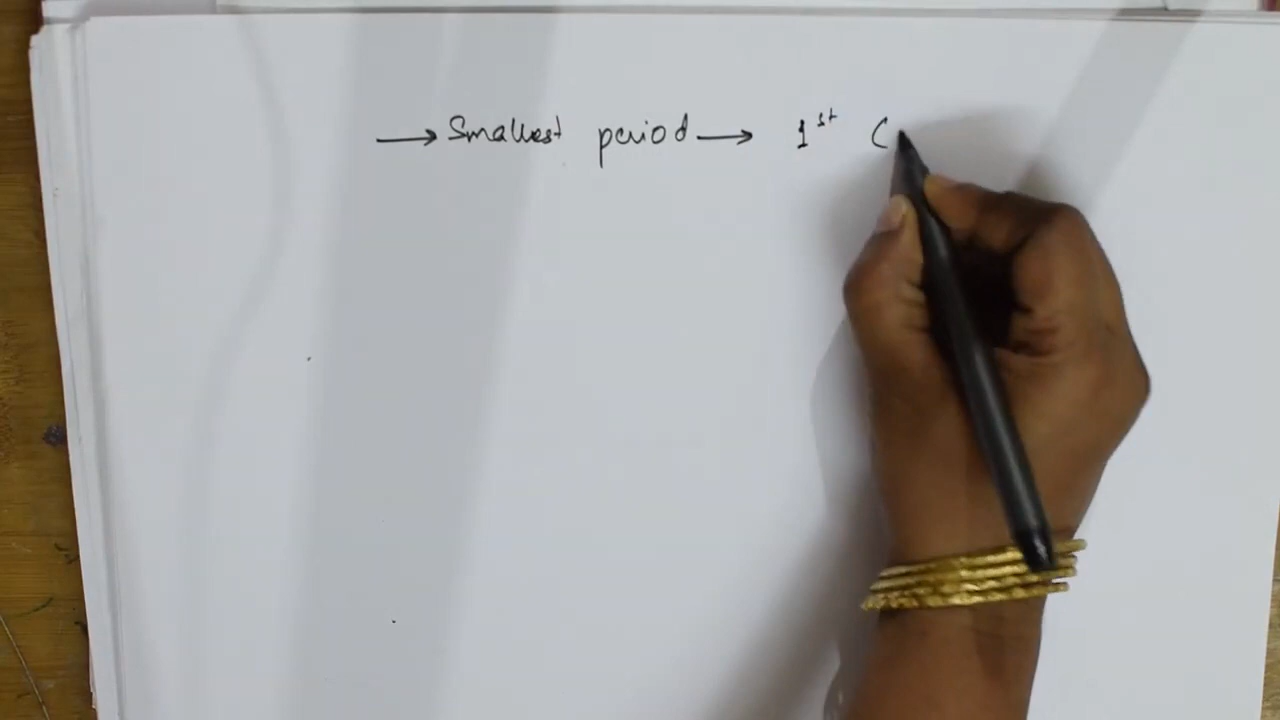 → Smallest period → 1st (